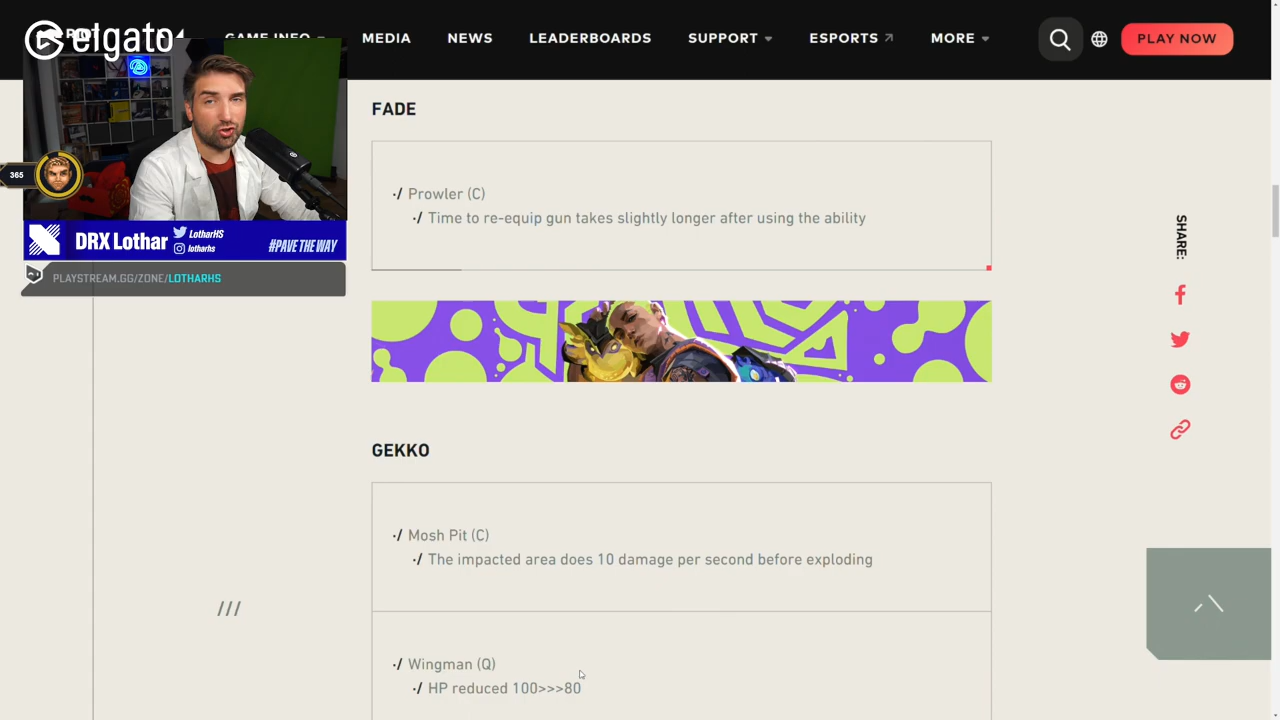 elgato
GAME INFO
MEDIA
NEWS
LEADERBOARDS
SUPPORT
ESPORTS
MORE
PLAY NOW
365
DRX Lothar
LotharHS
lotharhs
#PAVE THE WAY
PLAYSTREAM.GG/ZONE/LOTHARHS
FADE
·/ Prowler (C)
·/ Time to re-equip gun takes slightly longer after using the ability
SHARE:
GEKKO
·/ Mosh Pit (C)
·/ The impacted area does 10 damage per second before exploding
///
·/ Wingman (Q)
·/ HP reduced 100>>>80